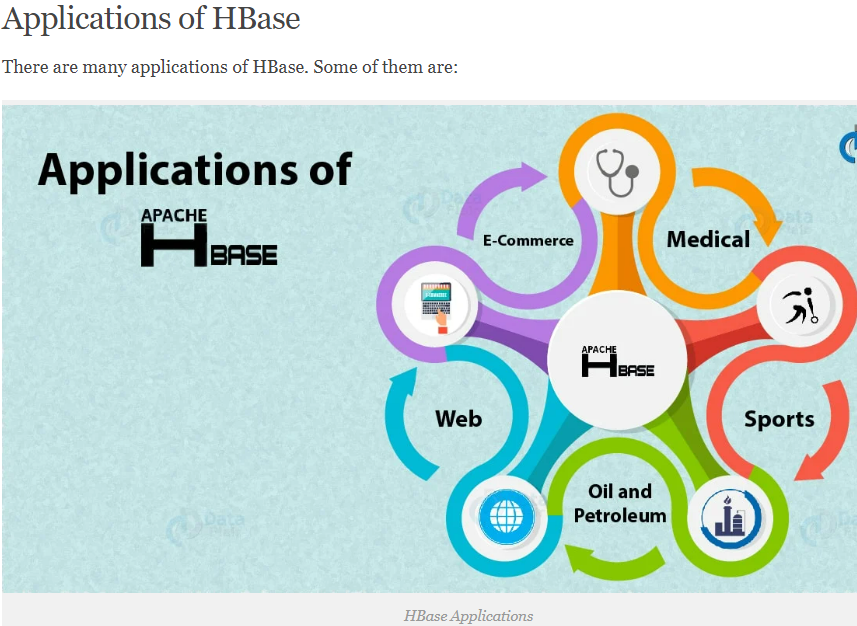 Applications of HBase
There are many applications of HBase. Some of them are:
Applications of
APACHE
HBASE
E-Commerce
Medical
APACHE
HBASE
Web
Sports
Oil and
Petroleum
HBase Applications